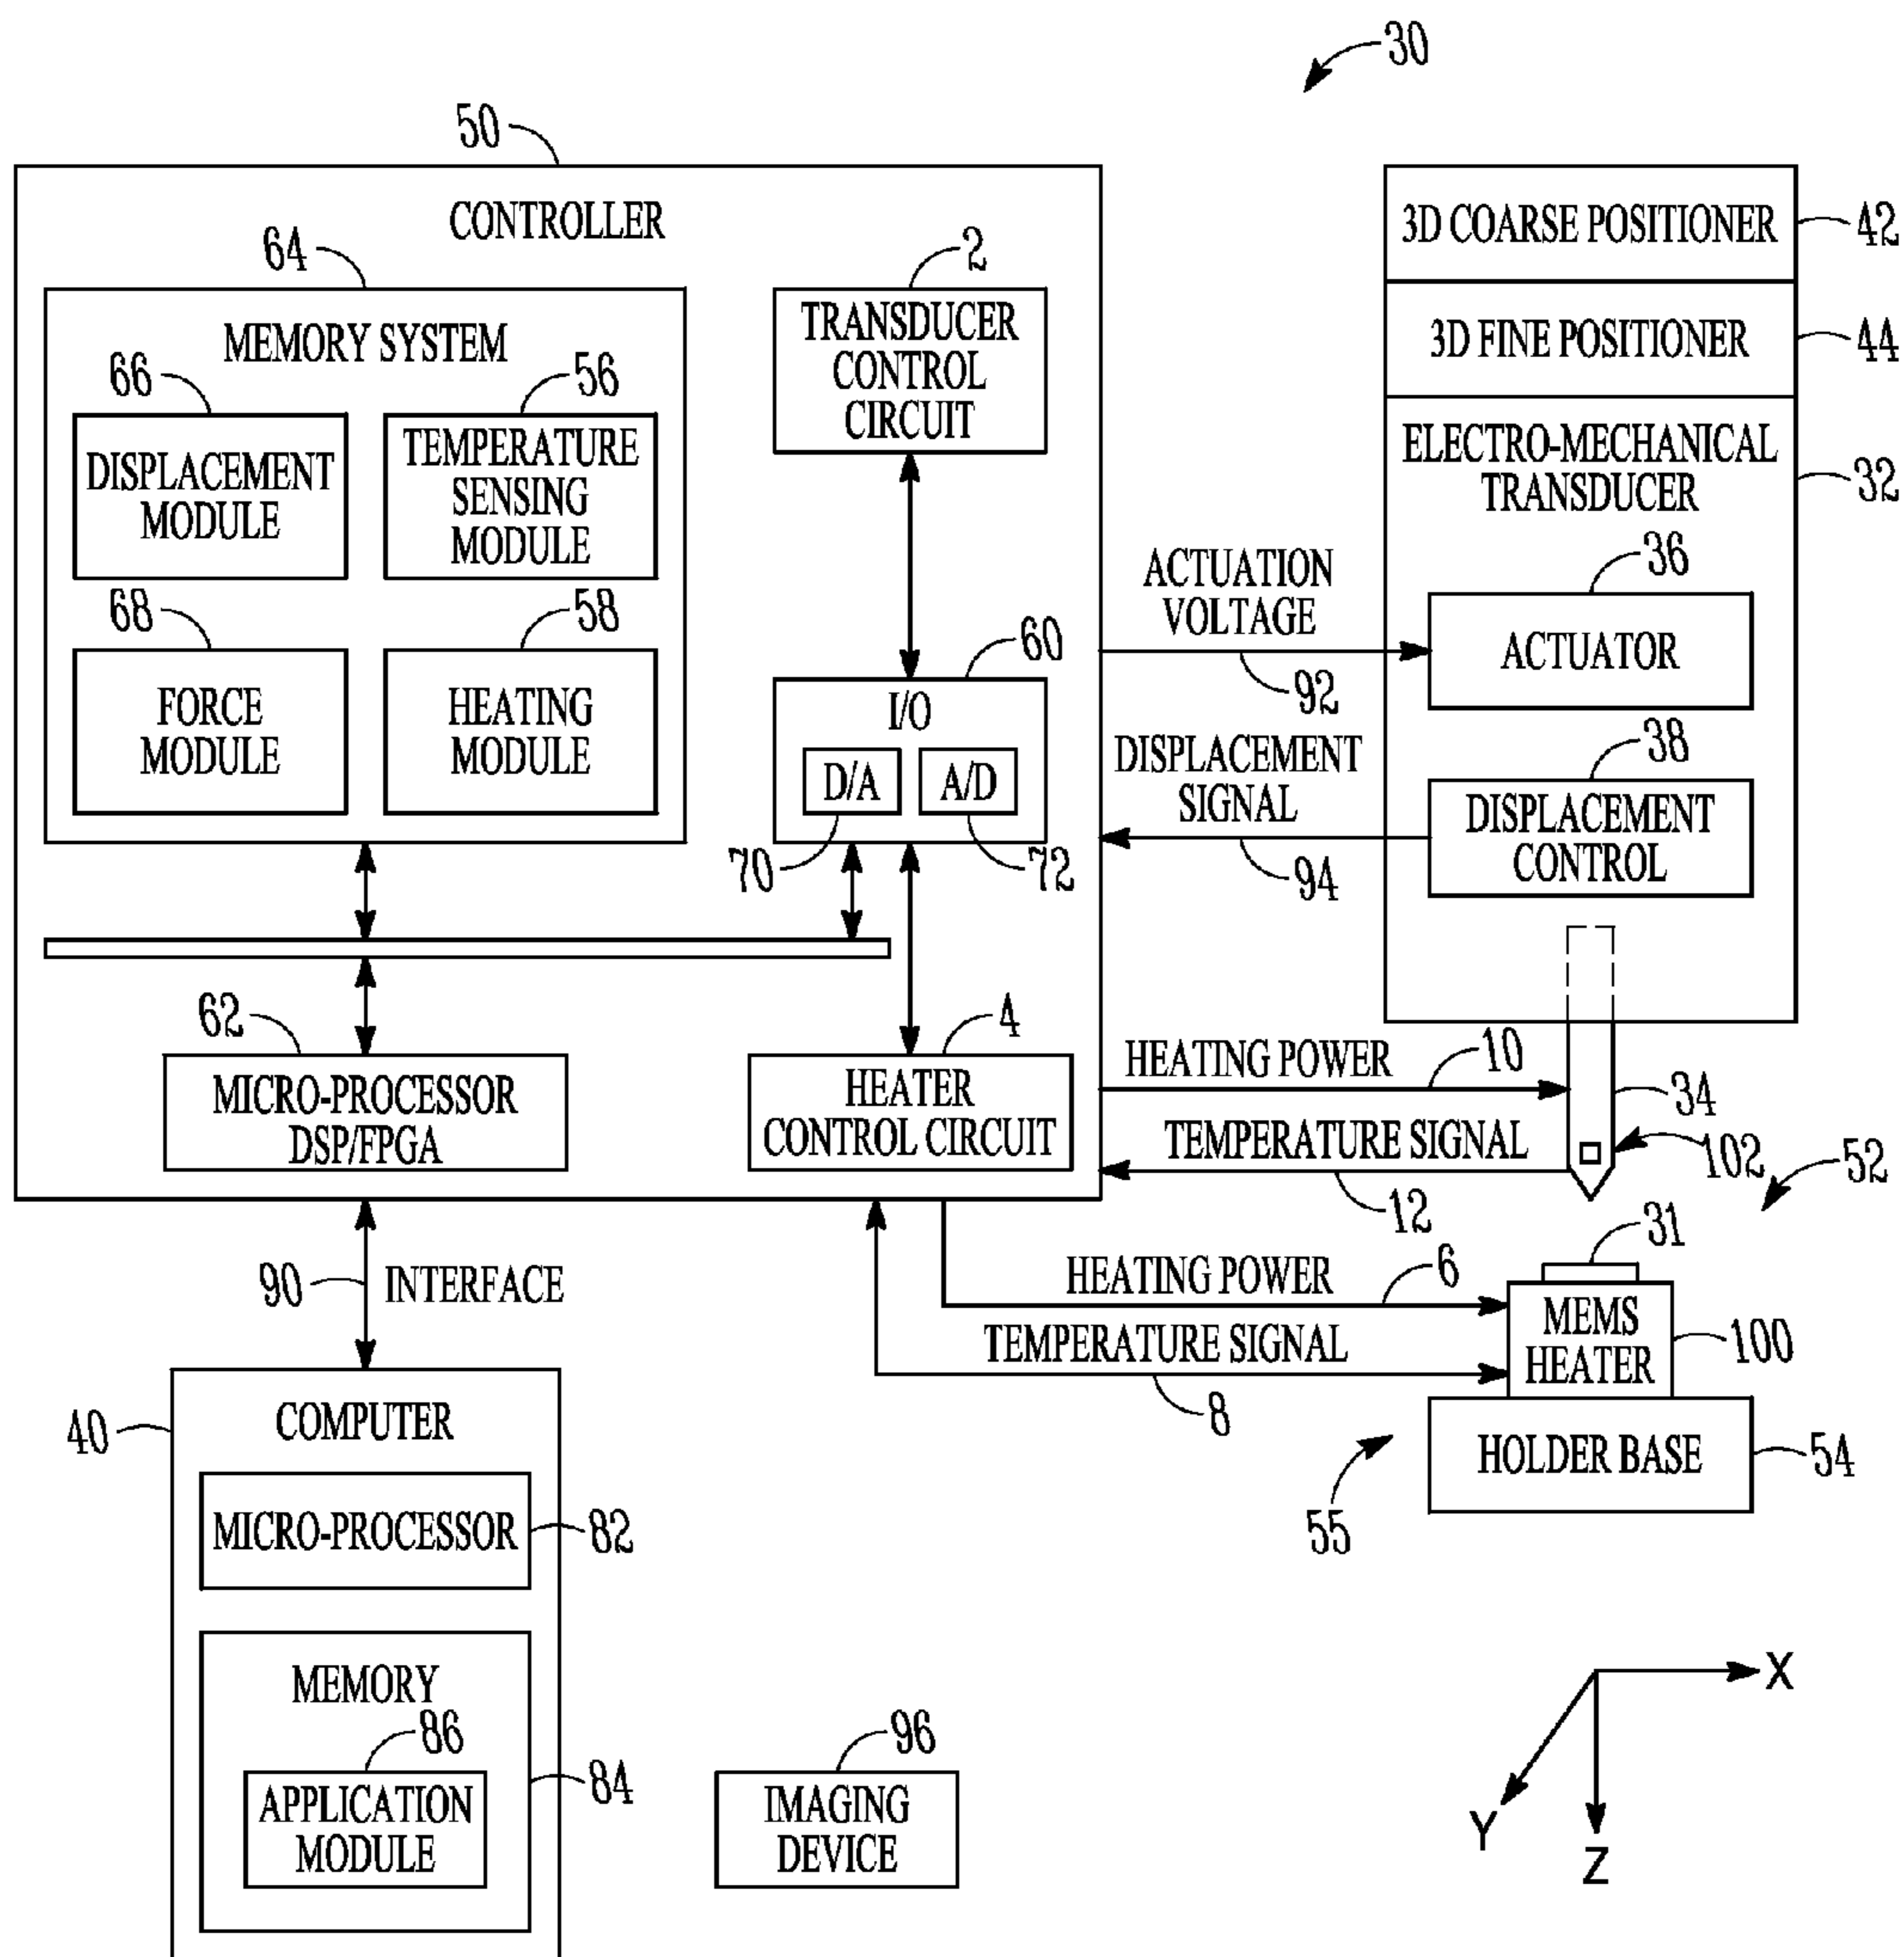 30
50
CONTROLLER
64
MEMORY SYSTEM
66
DISPLACEMENT
MODULE
56
TEMPERATURE
SENSING
MODULE
68
FORCE
MODULE
58
HEATING
MODULE
2
TRANSDUCER
CONTROL
CIRCUIT
60
I/O
D/A
A/D
70
72
62
MICRO-PROCESSOR
DSP/FPGA
4
HEATER
CONTROL CIRCUIT
3D COARSE POSITIONER
42
3D FINE POSITIONER
44
ELECTRO-MECHANICAL
TRANSDUCER
32
36
ACTUATOR
38
DISPLACEMENT
CONTROL
ACTUATION
VOLTAGE
92
DISPLACEMENT
SIGNAL
94
HEATING POWER
10
TEMPERATURE SIGNAL
12
34
102
52
31
HEATING POWER
6
TEMPERATURE SIGNAL
8
MEMS
HEATER
100
HOLDER BASE
54
55
90
INTERFACE
40
COMPUTER
MICRO-PROCESSOR
82
MEMORY
84
86
APPLICATION
MODULE
96
IMAGING
DEVICE
X
Y
Z